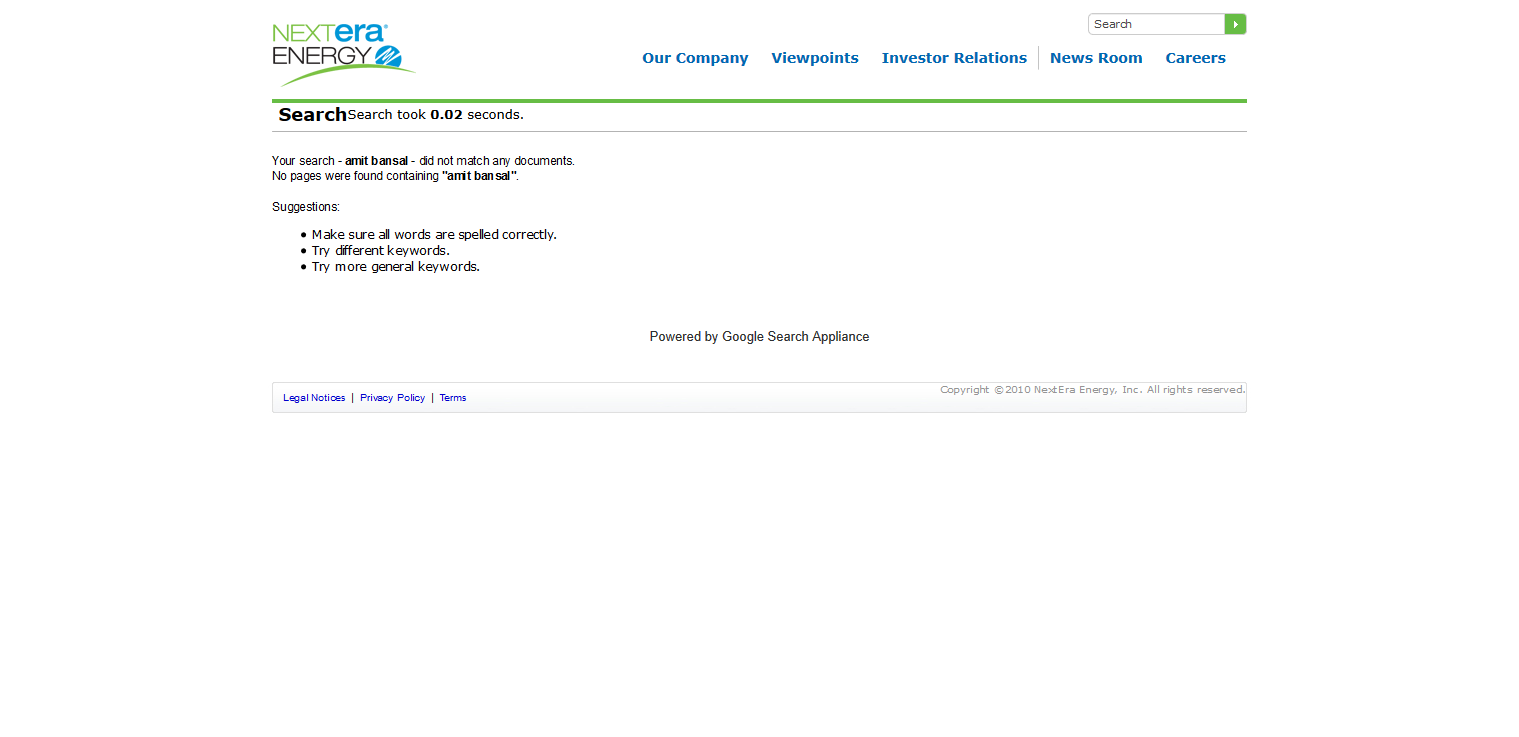 NEXTera®
ENERGY
Search
Our Company Viewpoints Investor Relations News Room Careers
SearchSearch took 0.02 seconds.
Your search - amit bansal - did not match any documents.
No pages were found containing "amit bansal".
Suggestions:
• Make sure all words are spelled correctly.
• Try different keywords.
• Try more general keywords.
Powered by Google Search Appliance
Copyright ©2010 NextEra Energy, Inc. All rights reserved.
Legal Notices | Privacy Policy | Terms